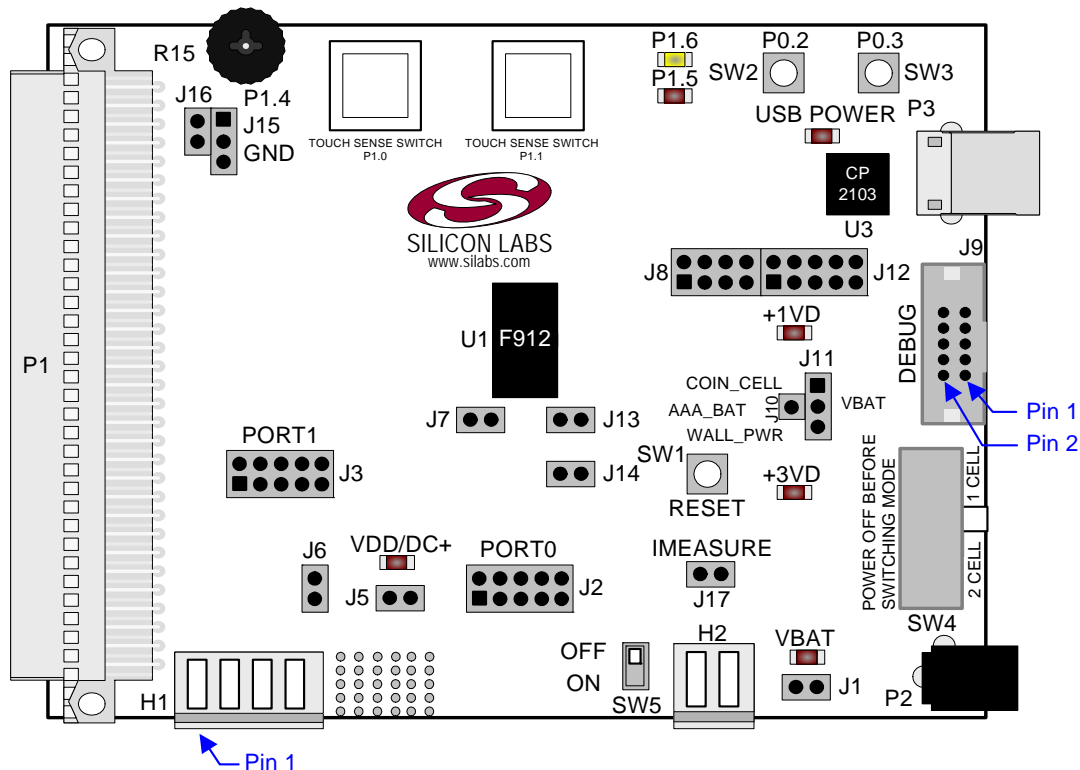 R15
P1.6
P0.2
P0.3
P1.5
SW2
SW3
J16
P1.4
J15
GND
TOUCH SENSE SWITCH
P1.0
TOUCH SENSE SWITCH
P1.1
USB POWER
P3
CP
2103
U3
SILICON LABS
www.silabs.com
J8
J12
J9
DEBUG
+1VD
U1
F912
P1
J11
COIN_CELL
AAA_BAT
J10
VBAT
WALL_PWR
Pin 1
Pin 2
J7
J13
PORT1
J3
J14
SW1
RESET
+3VD
POWER OFF BEFORE
SWITCHING MODE
1 CELL
2 CELL
SW4
J6
VDD/DC+
J5
PORT0
J2
IMEASURE
J17
H2
OFF
ON
SW5
VBAT
J1
P2
H1
Pin 1